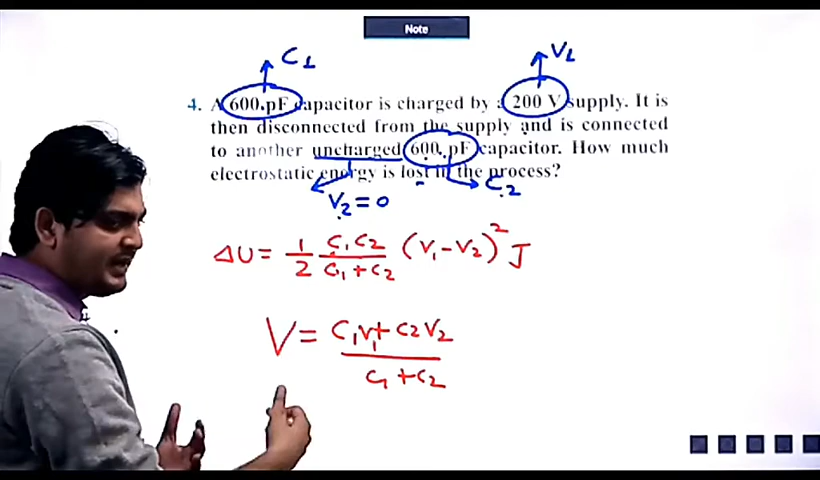 Note
C₁
V₁
4. A 600 pF capacitor is charged by a 200 V supply. It is
then disconnected from the supply and is connected
to another uncharged 600 pF capacitor. How much
electrostatic energy is lost in the process?
V₂ = 0
C₂
ΔU = 1/2 C₁C₂/(C₁+C₂) (V₁-V₂)² J
V = (C₁V₁+C₂V₂)/(C₁+C₂)